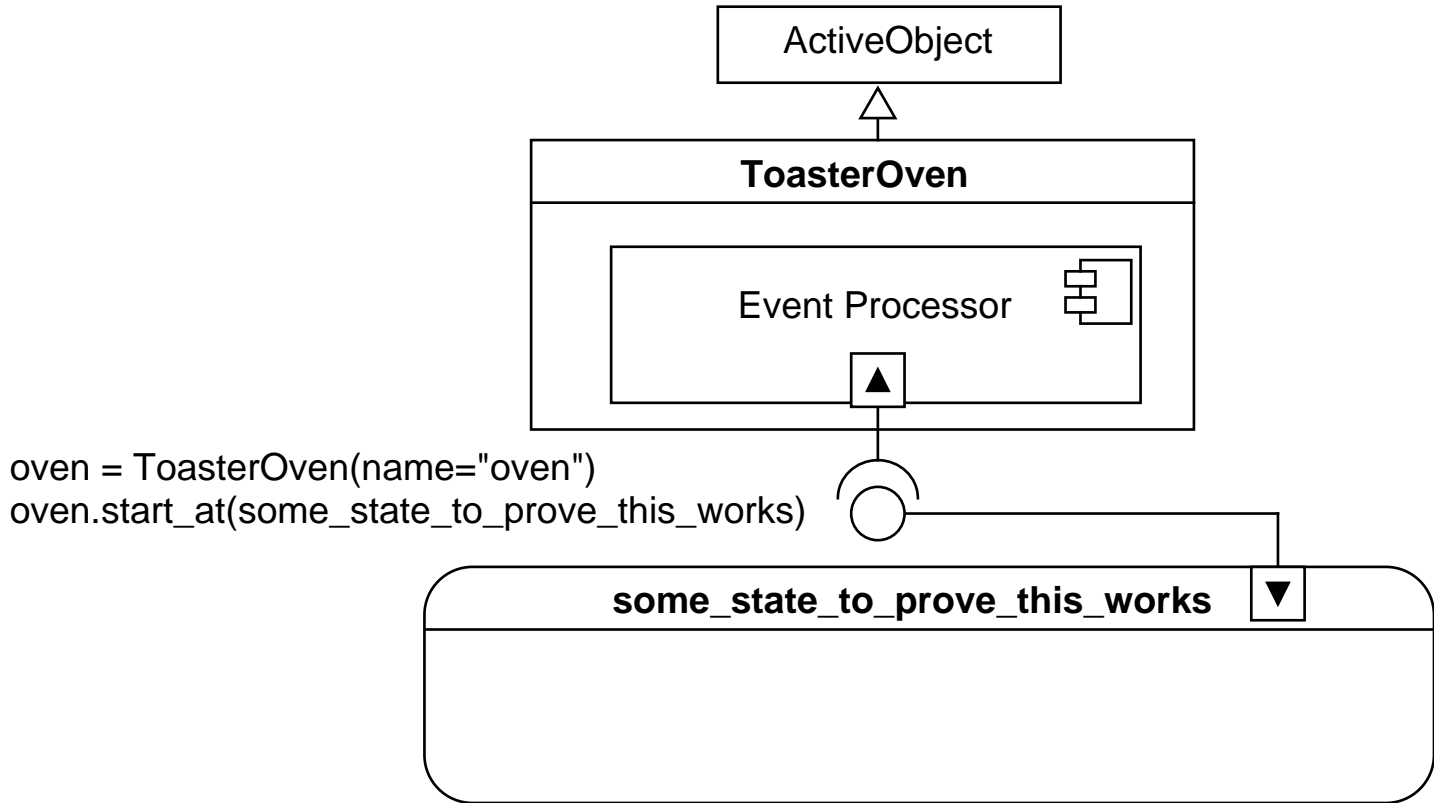 ActiveObject
ToasterOven
Event Processor
oven = ToasterOven(name="oven")
oven.start_at(some_state_to_prove_this_works)
some_state_to_prove_this_works